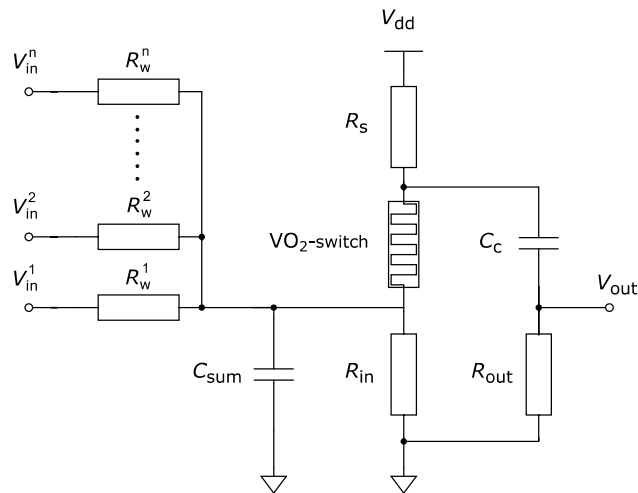 V_dd
V_in^n
R_w^n
R_s
V_in^2
R_w^2
VO₂-switch
C_c
V_in^1
R_w^1
V_out
C_sum
R_in
R_out